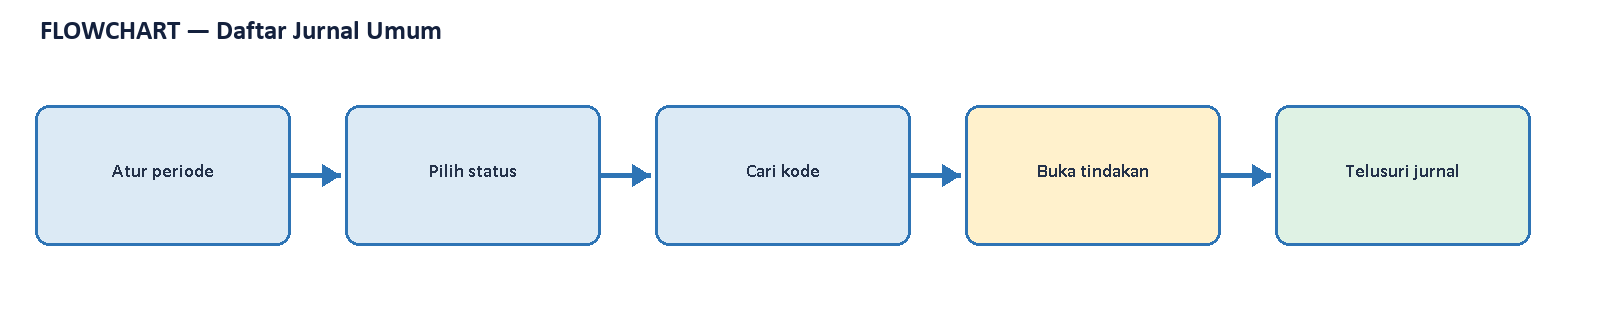 FLOWCHART — Daftar Jurnal Umum
Atur periode
Pilih status
Cari kode
Buka tindakan
Telusuri jurnal